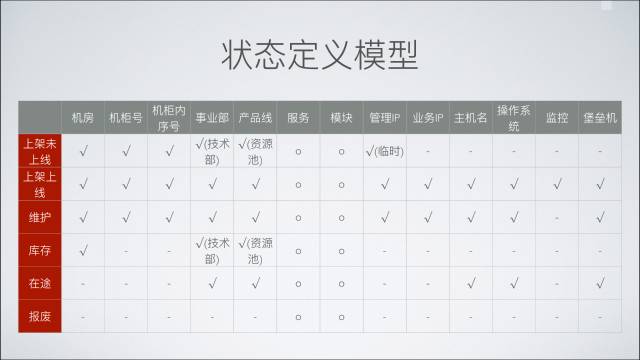 状态定义模型
机房 机柜号 机柜内序号 事业部 产品线 服务 模块 管理IP 业务IP 主机名 操作系统 监控 堡垒机
上架未上线 √ √ √ √(技术部) √(资源池) ○ ○ √(临时) - - - - -
上架上线 √ √ √ √ √ ○ ○ √ √ √ √ √ √
维护 √ √ √ √ √ ○ ○ √ √ √ √ - √
库存 √ - - √(技术部) √(资源池) ○ ○ - - - - - -
在途 - - - √ √ ○ ○ - - √ √ - √
报废 - - - - - ○ ○ - - - - - -